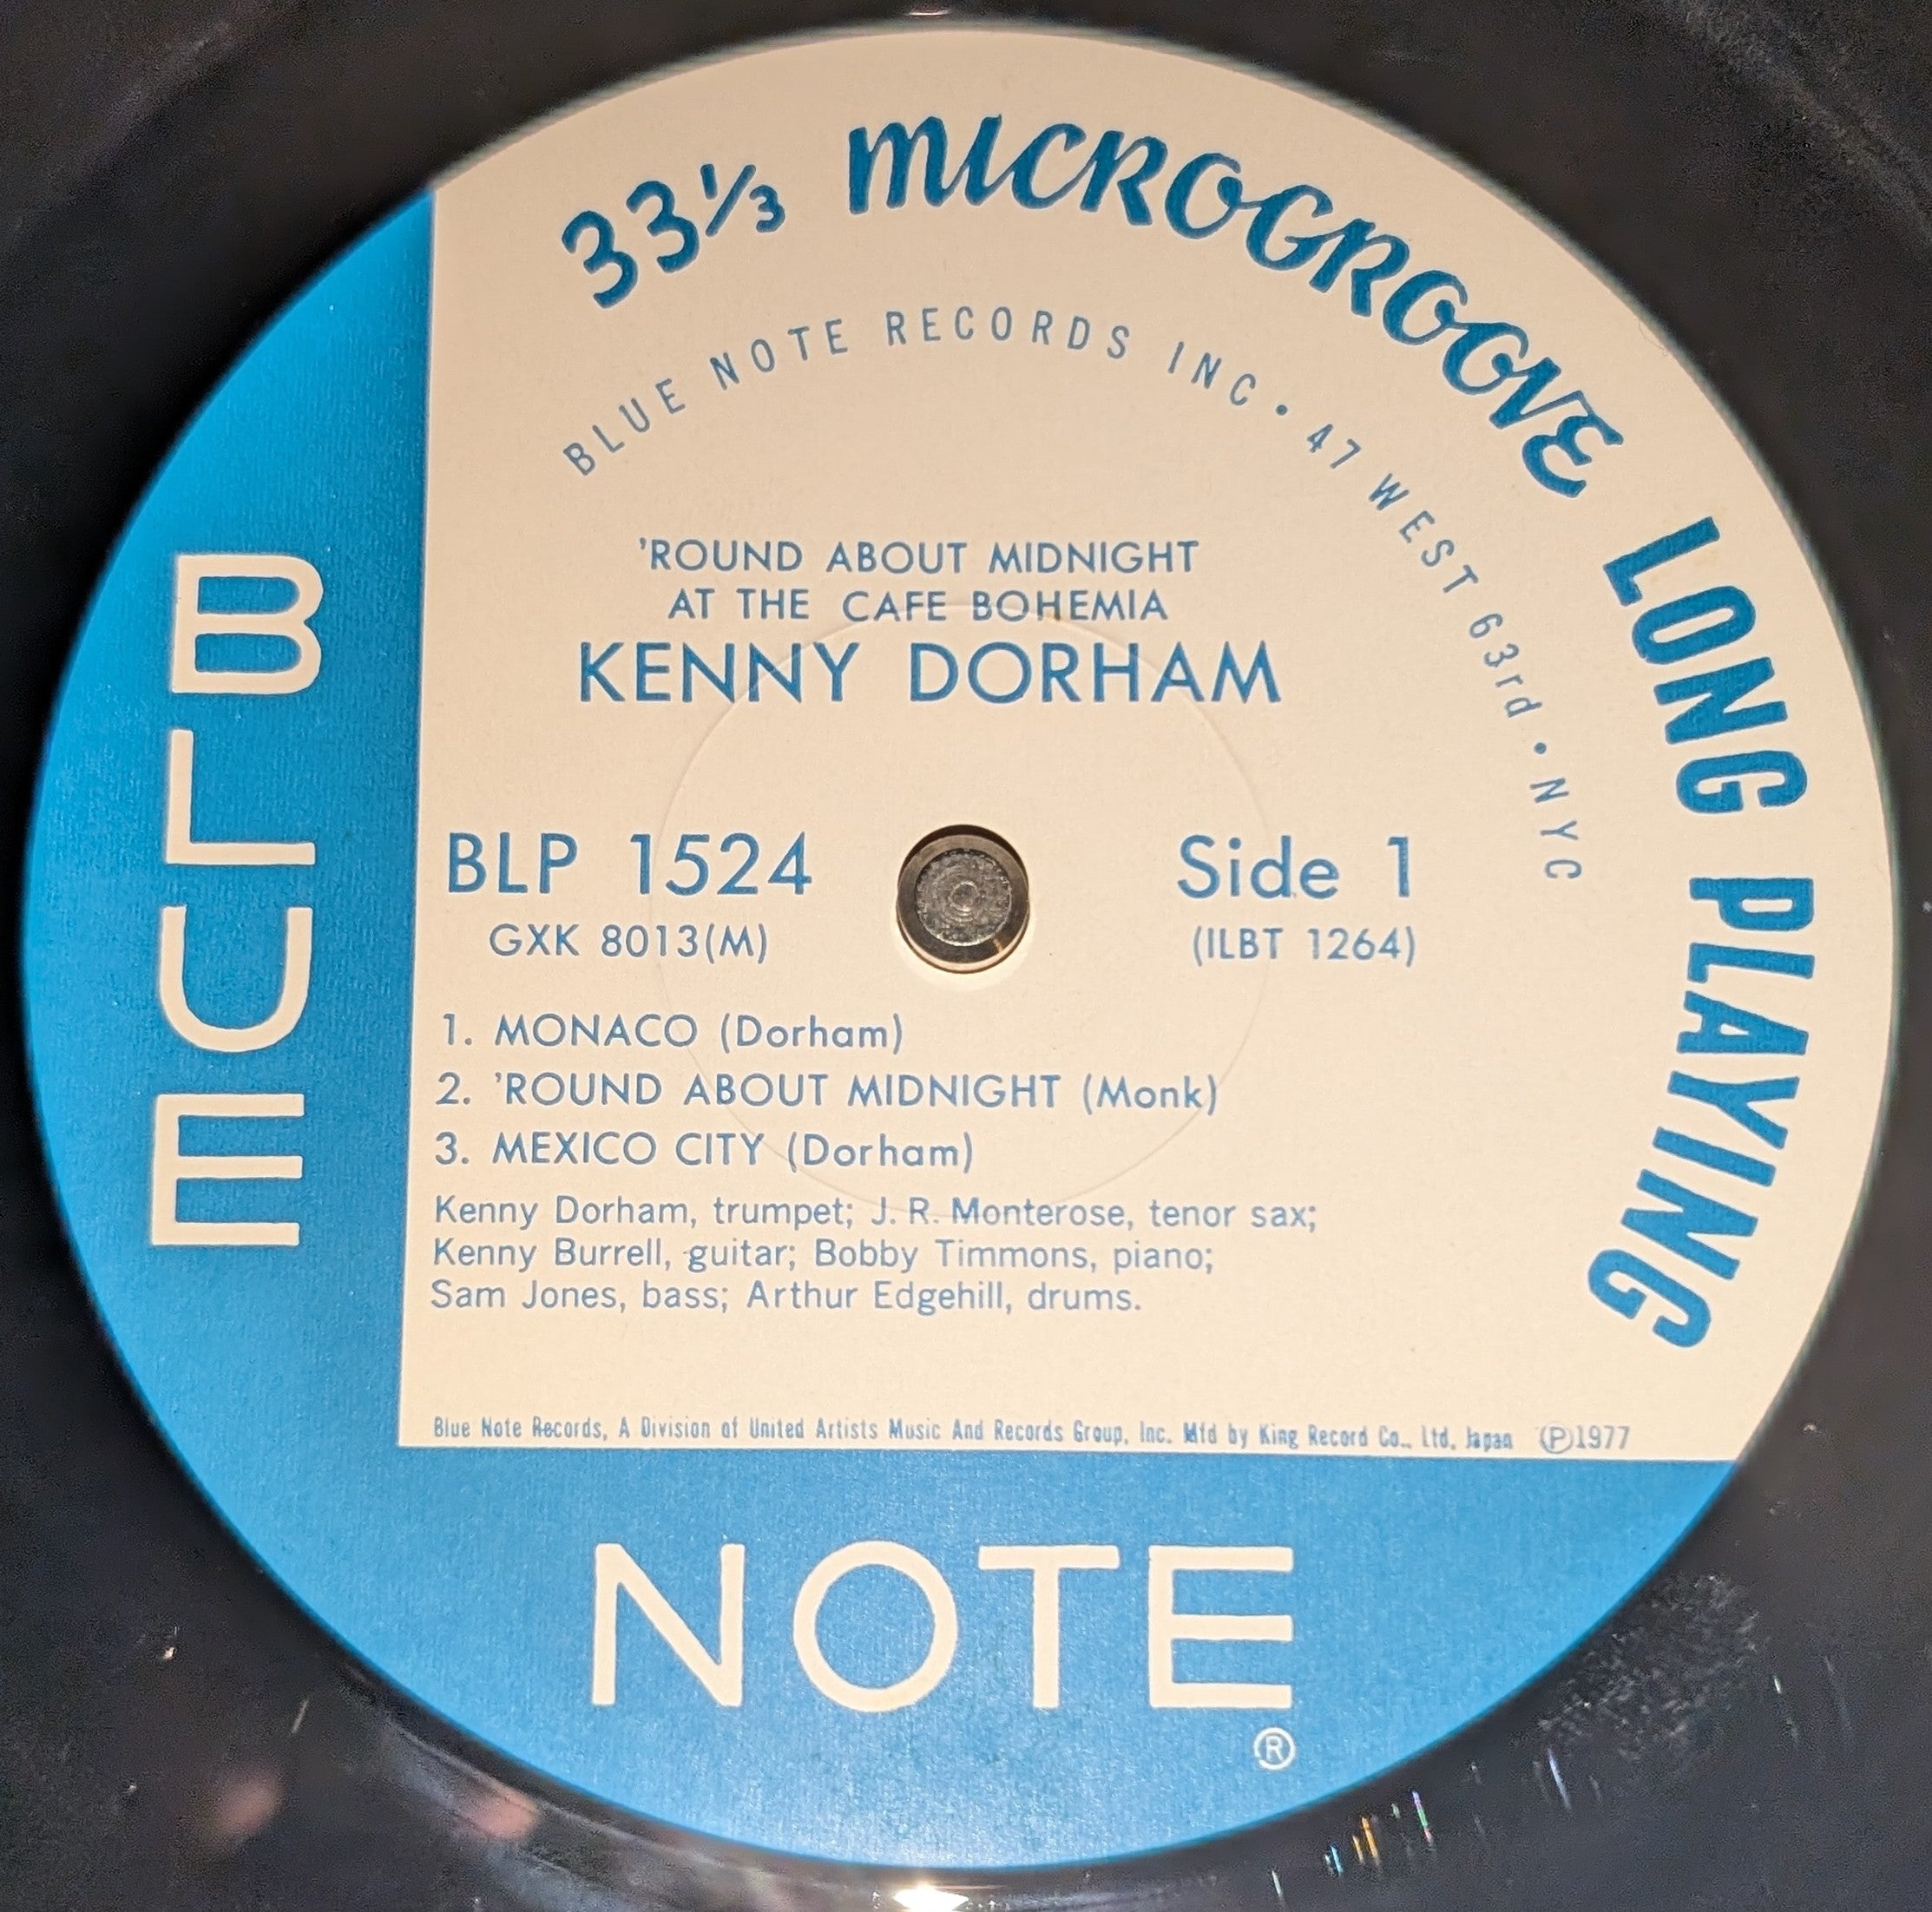 33⅓ MICROGROOVE LONG PLAYING
BLUE NOTE RECORDS INC • 47 WEST 63rd • NYC
'ROUND ABOUT MIDNIGHT
AT THE CAFE BOHEMIA
KENNY DORHAM
BLP 1524
Side 1
GXK 8013(M)
(ILBT 1264)
1. MONACO (Dorham)
2. 'ROUND ABOUT MIDNIGHT (Monk)
3. MEXICO CITY (Dorham)
Kenny Dorham, trumpet; J. R. Monterose, tenor sax;
Kenny Burrell, guitar; Bobby Timmons, piano;
Sam Jones, bass; Arthur Edgehill, drums.
Blue Note Records, A Division of United Artists Music And Records Group, Inc. Mfd by King Record Co., Ltd, Japan ℗1977
BLUE
NOTE
®